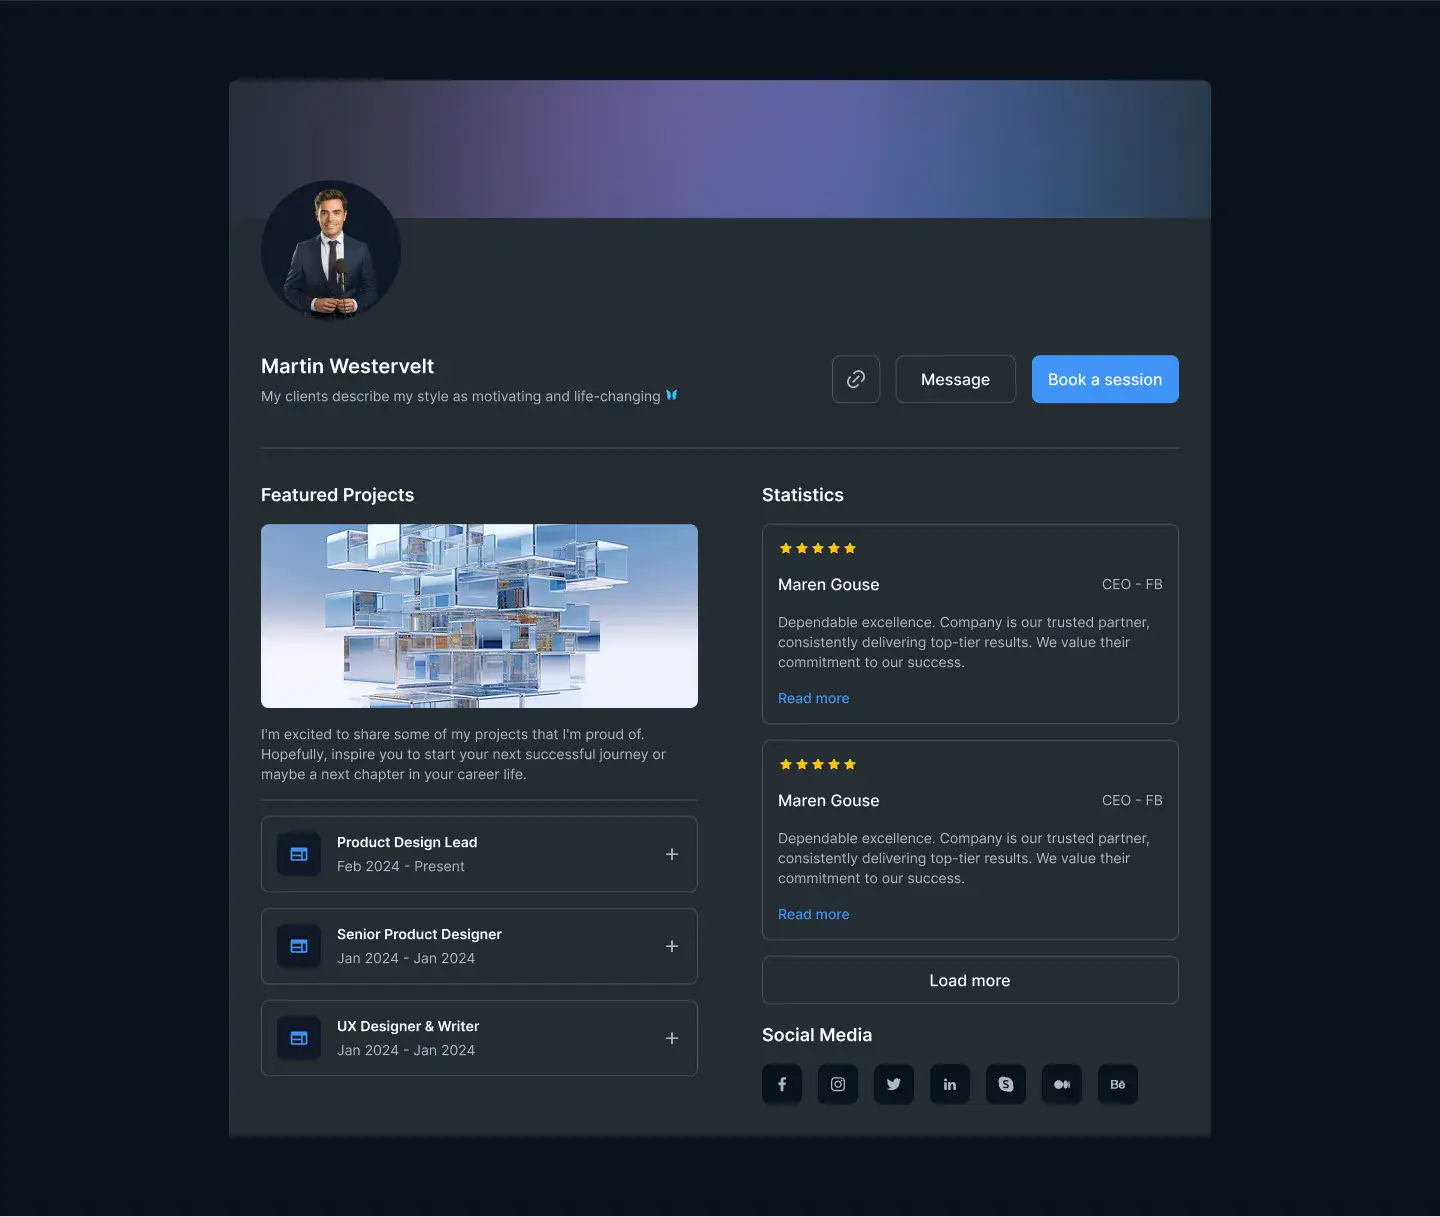 Martin Westervelt
My clients describe my style as motivating and life-changing
Message
Book a session
Featured Projects
I'm excited to share some of my projects that I'm proud of.
Hopefully, inspire you to start your next successful journey or
maybe a next chapter in your career life.
Product Design Lead
Feb 2024 - Present
Senior Product Designer
Jan 2024 - Jan 2024
UX Designer & Writer
Jan 2024 - Jan 2024
Statistics
Maren Gouse
CEO - FB
Dependable excellence. Company is our trusted partner,
consistently delivering top-tier results. We value their
commitment to our success.
Read more
Maren Gouse
CEO - FB
Dependable excellence. Company is our trusted partner,
consistently delivering top-tier results. We value their
commitment to our success.
Read more
Load more
Social Media